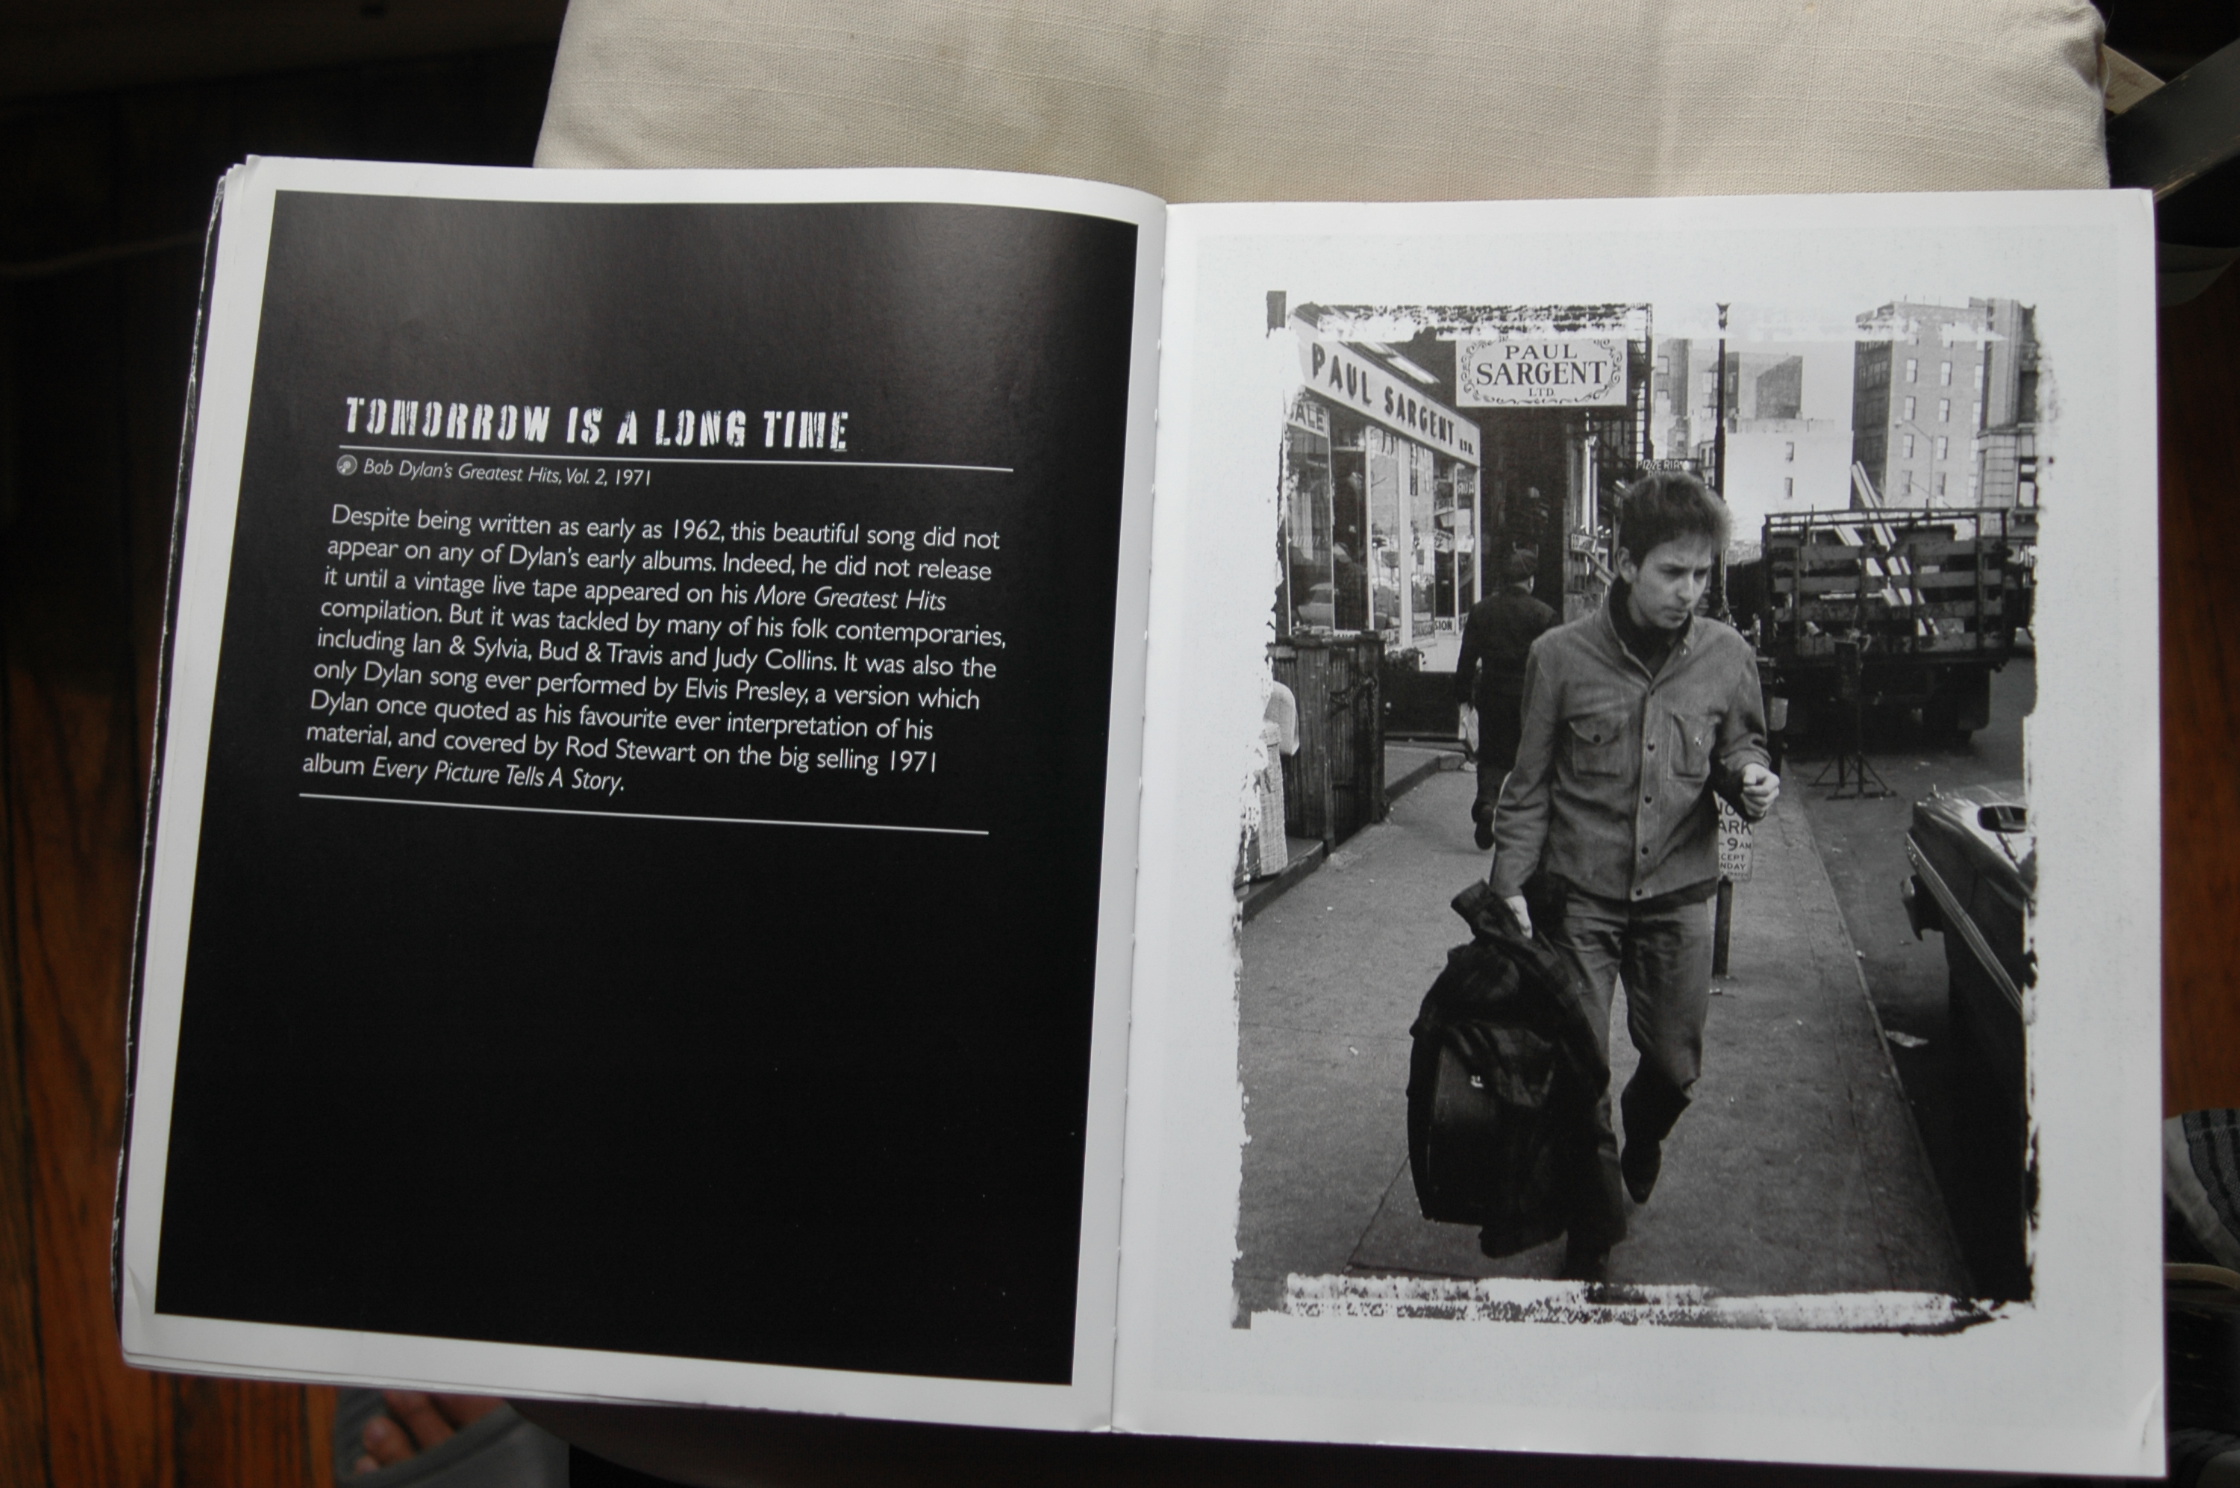 TOMORROW IS A LONG TIME
Bob Dylan's Greatest Hits, Vol. 2, 1971
Despite being written as early as 1962, this beautiful song did not
appear on any of Dylan's early albums. Indeed, he did not release
it until a vintage live tape appeared on his More Greatest Hits
compilation. But it was tackled by many of his folk contemporaries,
including Ian & Sylvia, Bud & Travis and Judy Collins. It was also the
only Dylan song ever performed by Elvis Presley, a version which
Dylan once quoted as his favourite ever interpretation of his
material, and covered by Rod Stewart on the big selling 1971
album Every Picture Tells A Story.
PAUL
SARGENT
LTD.
PAUL SARGENT LTD.
ALE
PIZZERIA
NO
ARK
-9AM
CEPT
NDAY